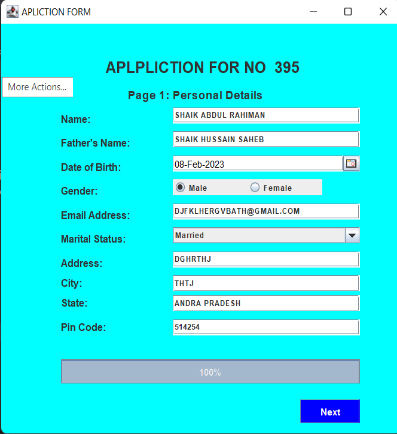 APLICTION FORM
APLPLICTION FOR NO 395
More Actions...
Page 1: Personal Details
Name: SHAIK ABDUL RAHIMAN
Father's Name: SHAIK HUSSAIN SAHEB
Date of Birth: 08-Feb-2023
Gender: Male Female
Email Address: DJFKLHERGVBATH@GMAIL.COM
Marital Status: Married
Address: DGHRTHJ
City: THTJ
State: ANDRA PRADESH
Pin Code: 514254
100%
Next